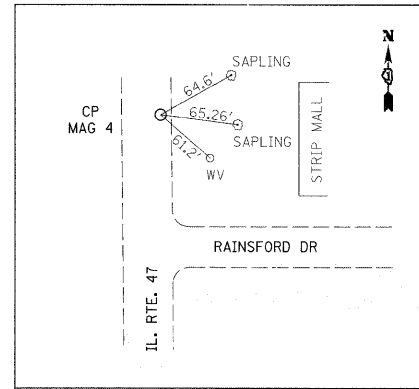 N
SAPLING
64.6'
CP
MAG 4
65.26'
SAPLING
61.2'
WV
STRIP MALL
RAINSFORD DR
IL. RTE. 47